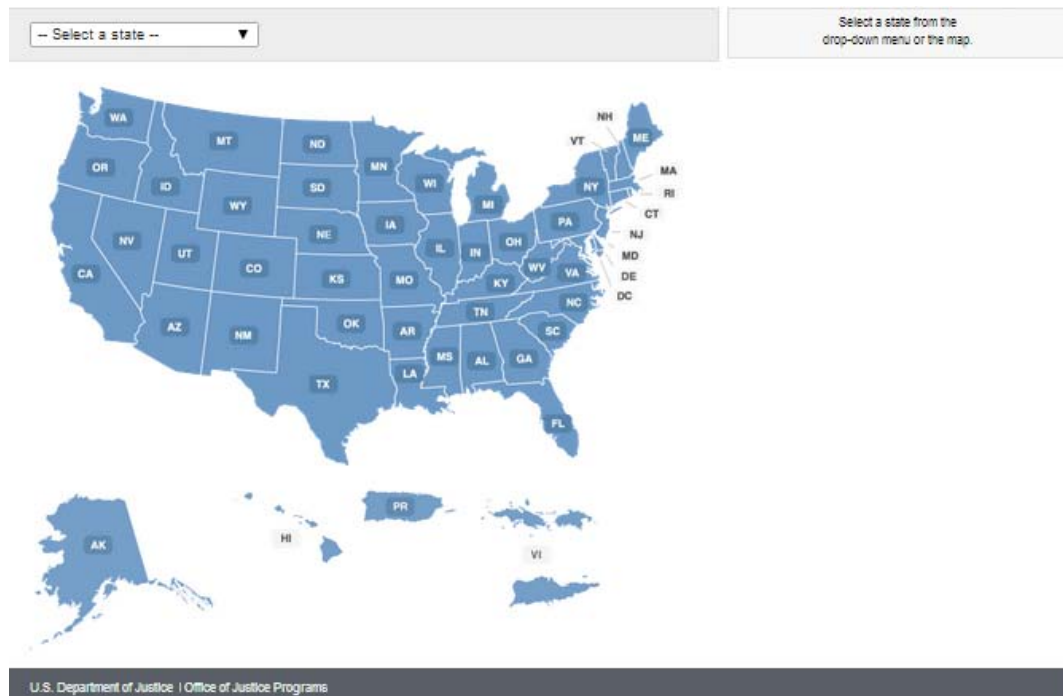 -- Select a state --
Select a state from the
drop-down menu or the map.
WA
MT
ND
MN
OR
ID
WY
SD
WI
MI
NY
VT
NH
ME
MA
RI
CT
NJ
MD
DE
DC
NV
UT
CO
NE
IA
IL
IN
OH
PA
CA
KS
MO
KY
WV
VA
AZ
NM
OK
AR
TN
NC
SC
TX
LA
MS
AL
GA
FL
AK
HI
PR
VI
U.S. Department of Justice | Office of Justice Programs